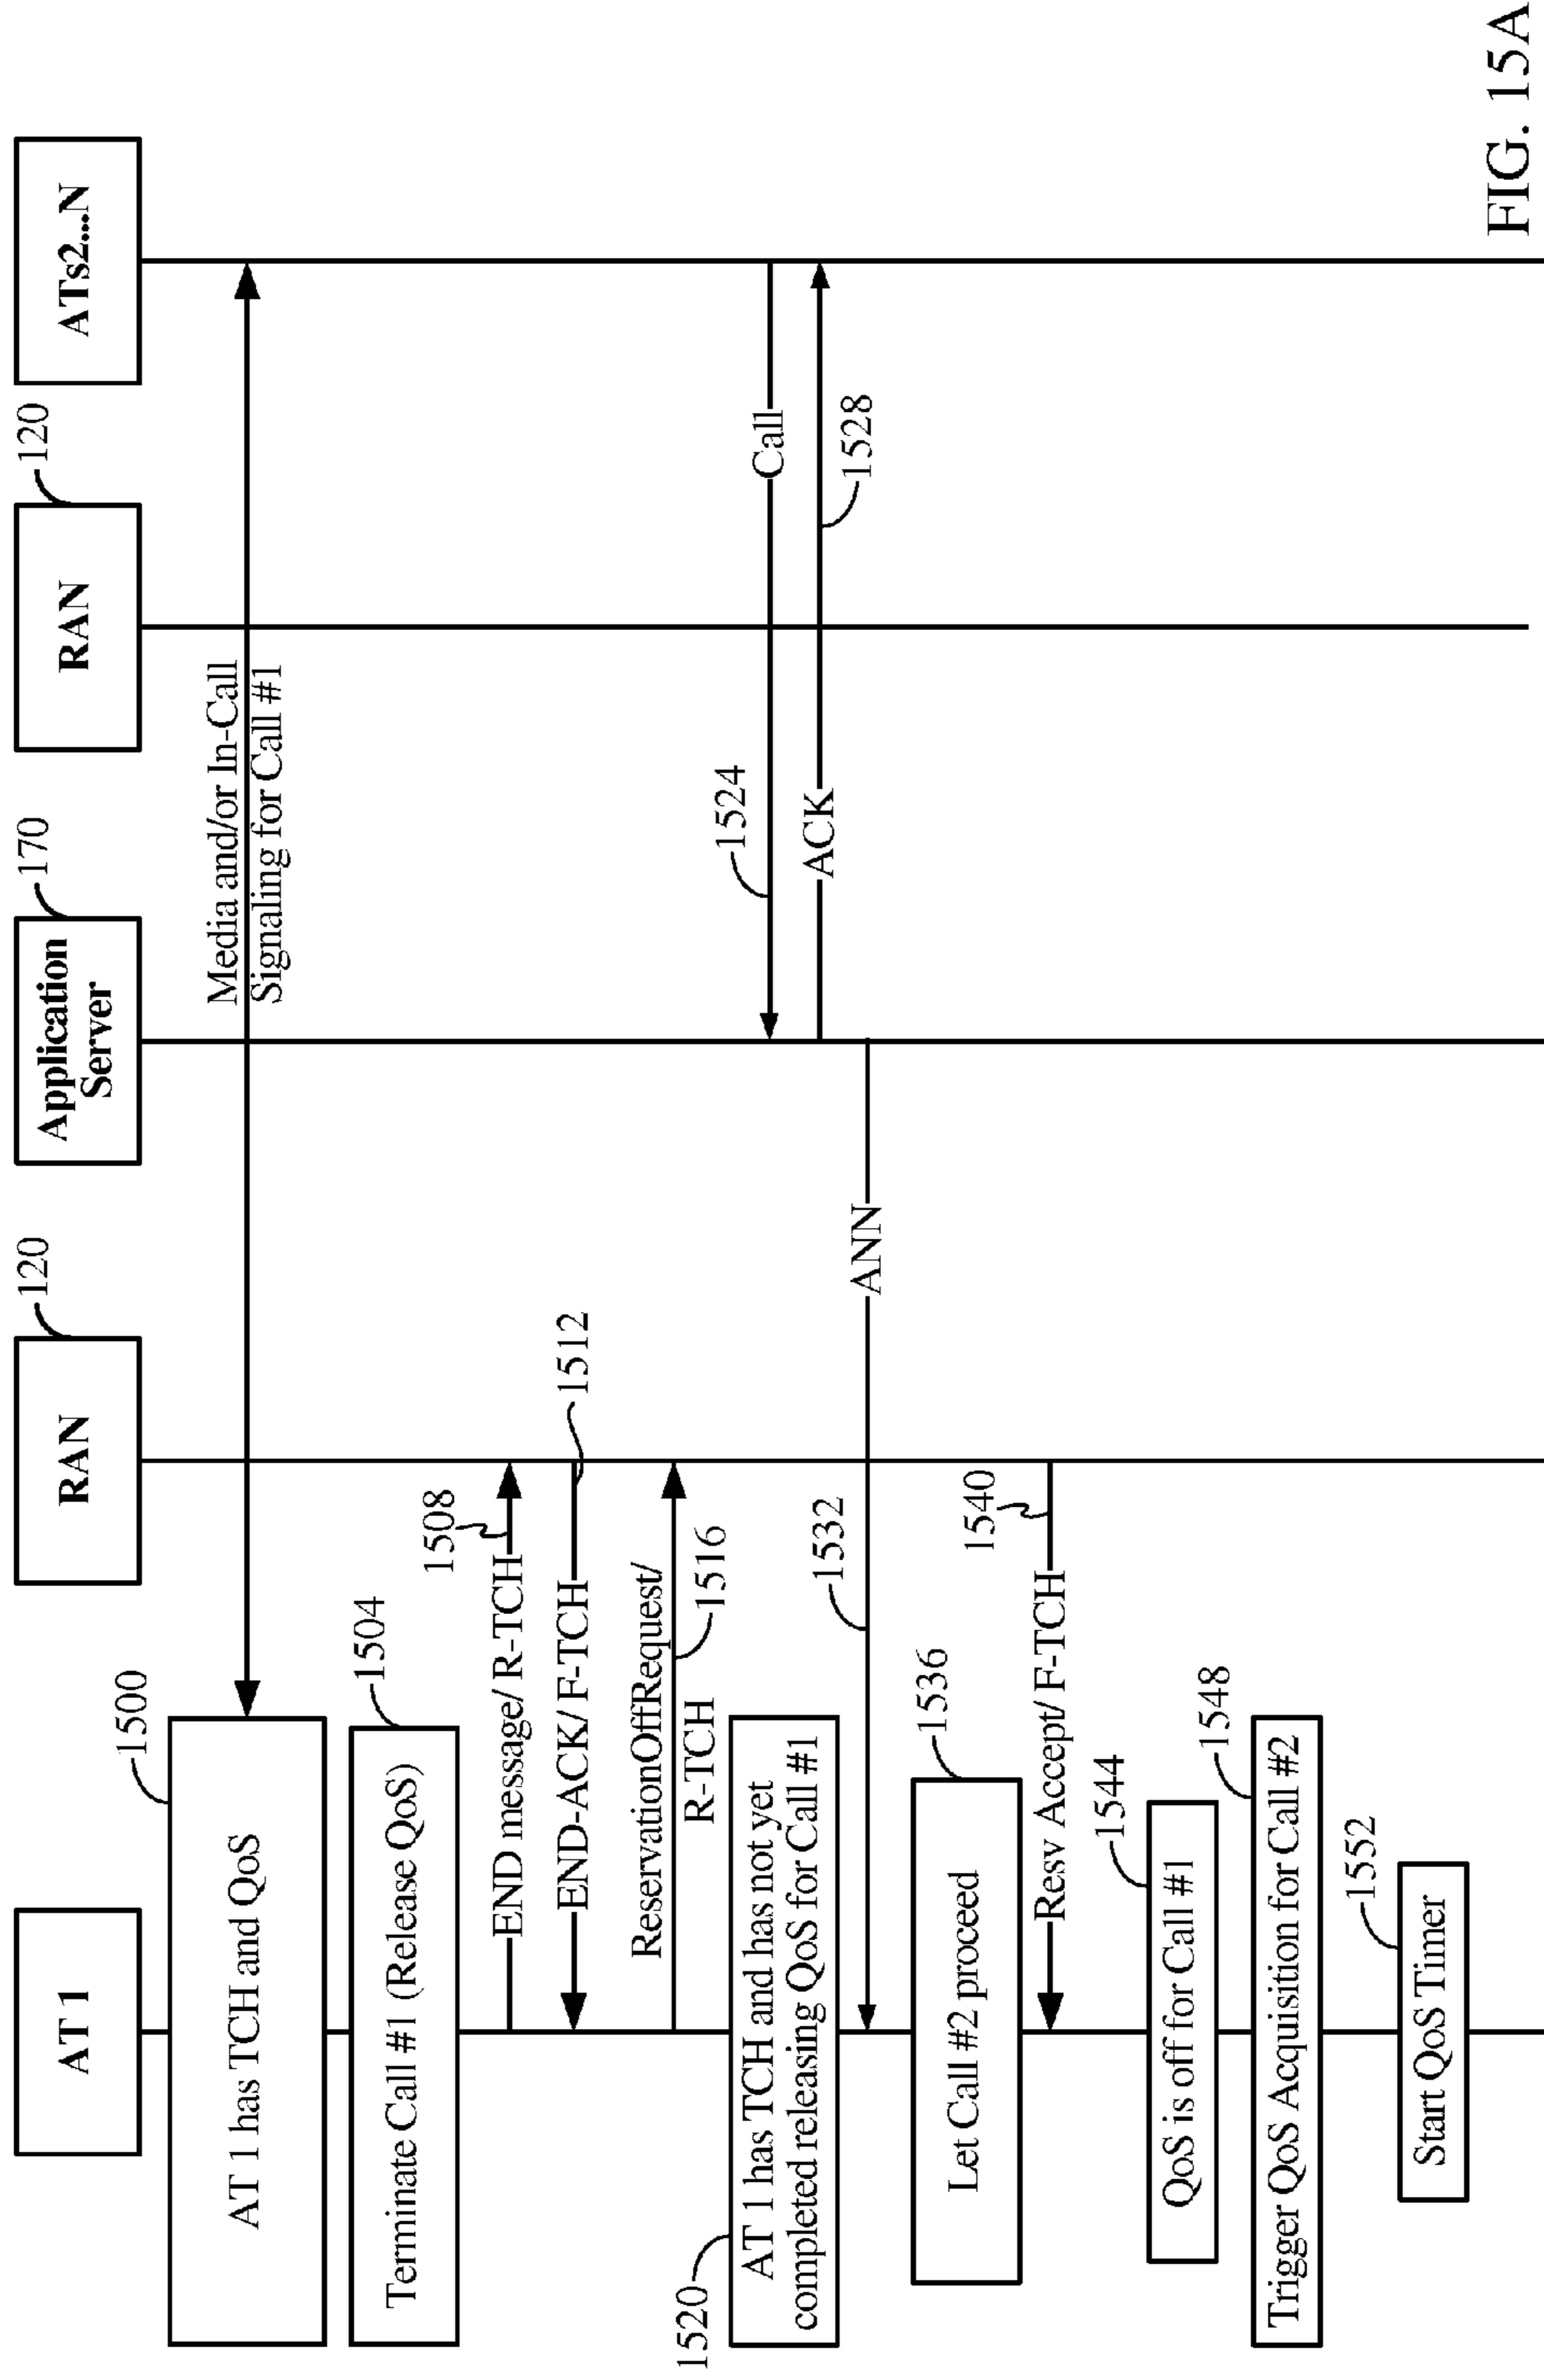 AT 1
RAN
120
Application
Server
170
RAN
120
ATs2...N
Media and/or In-Call
Signaling for Call #1
1500
AT 1 has TCH and QoS
1504
Terminate Call #1 (Release QoS)
1508
END message/ R-TCH
END-ACK/ F-TCH
1512
ReservationOffRequest/
R-TCH
1516
1520
AT 1 has TCH and has not yet
completed releasing QoS for Call #1
1524
Call
ACK
1528
ANN
1532
1536
Let Call #2 proceed
1540
Resv Accept/ F-TCH
1544
QoS is off for Call #1
1548
Trigger QoS Acquisition for Call #2
1552
Start QoS Timer
FIG. 15A